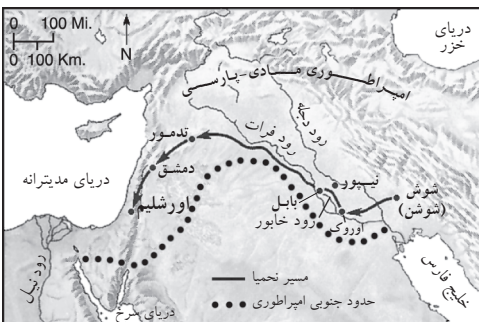 0 100 Mi.
0 100 Km.
N
دریای
خزر
امپراطوری مادی-پارسی
رود دجله
رود فرات
تدمور
دمشق
اورشلیم
دریای مدیترانه
نیپور
بابل
رود خابور
اوروک
شوش
(شوشن)
خلیج فارس
رود نیل
دریای سرخ
مسیر نحمیا
حدود جنوبی امپراطوری